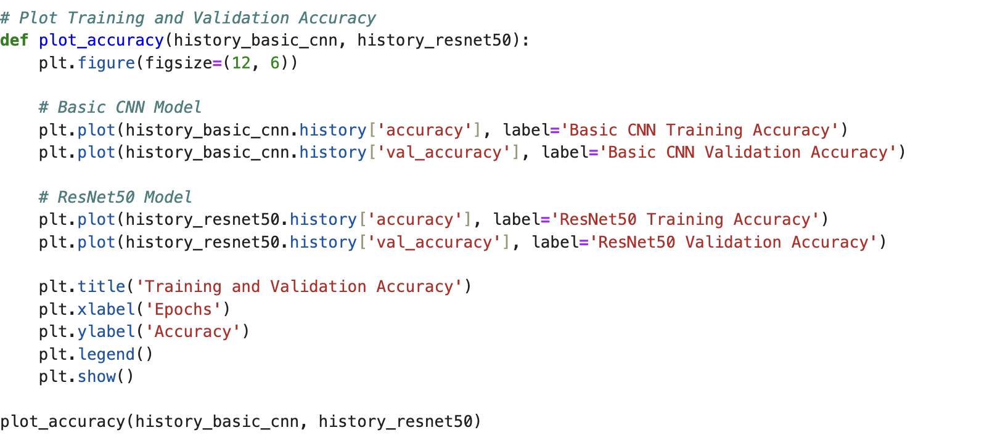 # Plot Training and Validation Accuracy
def plot_accuracy(history_basic_cnn, history_resnet50):
    plt.figure(figsize=(12, 6))

    # Basic CNN Model
    plt.plot(history_basic_cnn.history['accuracy'], label='Basic CNN Training Accuracy')
    plt.plot(history_basic_cnn.history['val_accuracy'], label='Basic CNN Validation Accuracy')

    # ResNet50 Model
    plt.plot(history_resnet50.history['accuracy'], label='ResNet50 Training Accuracy')
    plt.plot(history_resnet50.history['val_accuracy'], label='ResNet50 Validation Accuracy')

    plt.title('Training and Validation Accuracy')
    plt.xlabel('Epochs')
    plt.ylabel('Accuracy')
    plt.legend()
    plt.show()

plot_accuracy(history_basic_cnn, history_resnet50)